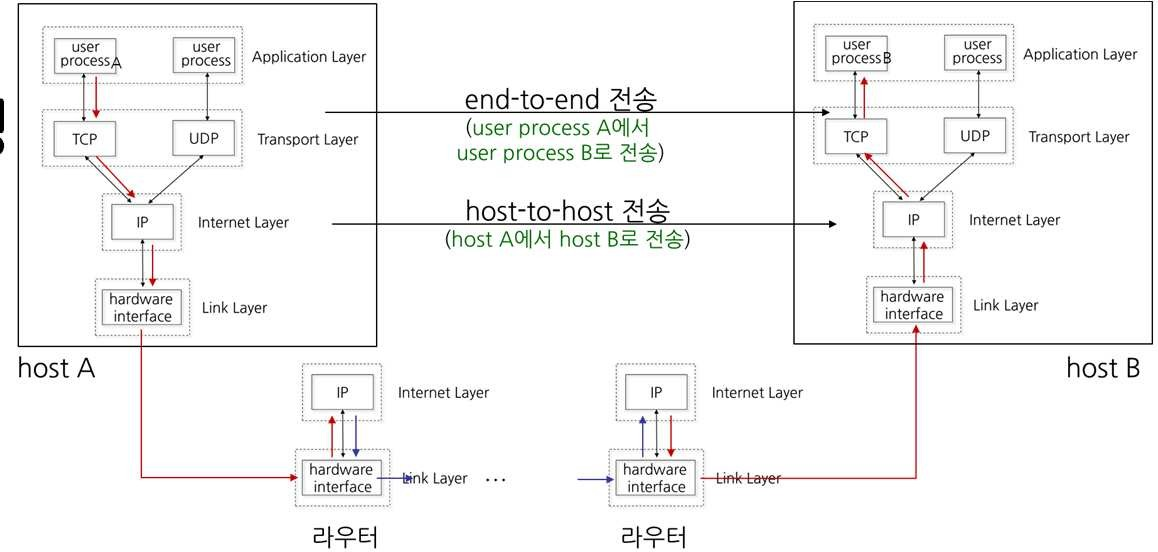 user
process A
user
process
Application Layer
TCP
UDP
Transport Layer
IP
Internet Layer
hardware
interface
Link Layer
host A
end-to-end 전송
(user process A에서
user process B로 전송)
host-to-host 전송
(host A에서 host B로 전송)
user
process B
user
process
Application Layer
TCP
UDP
Transport Layer
IP
Internet Layer
hardware
interface
Link Layer
host B
IP
Internet Layer
hardware
interface
Link Layer
라우터
...
IP
Internet Layer
hardware
interface
Link Layer
라우터